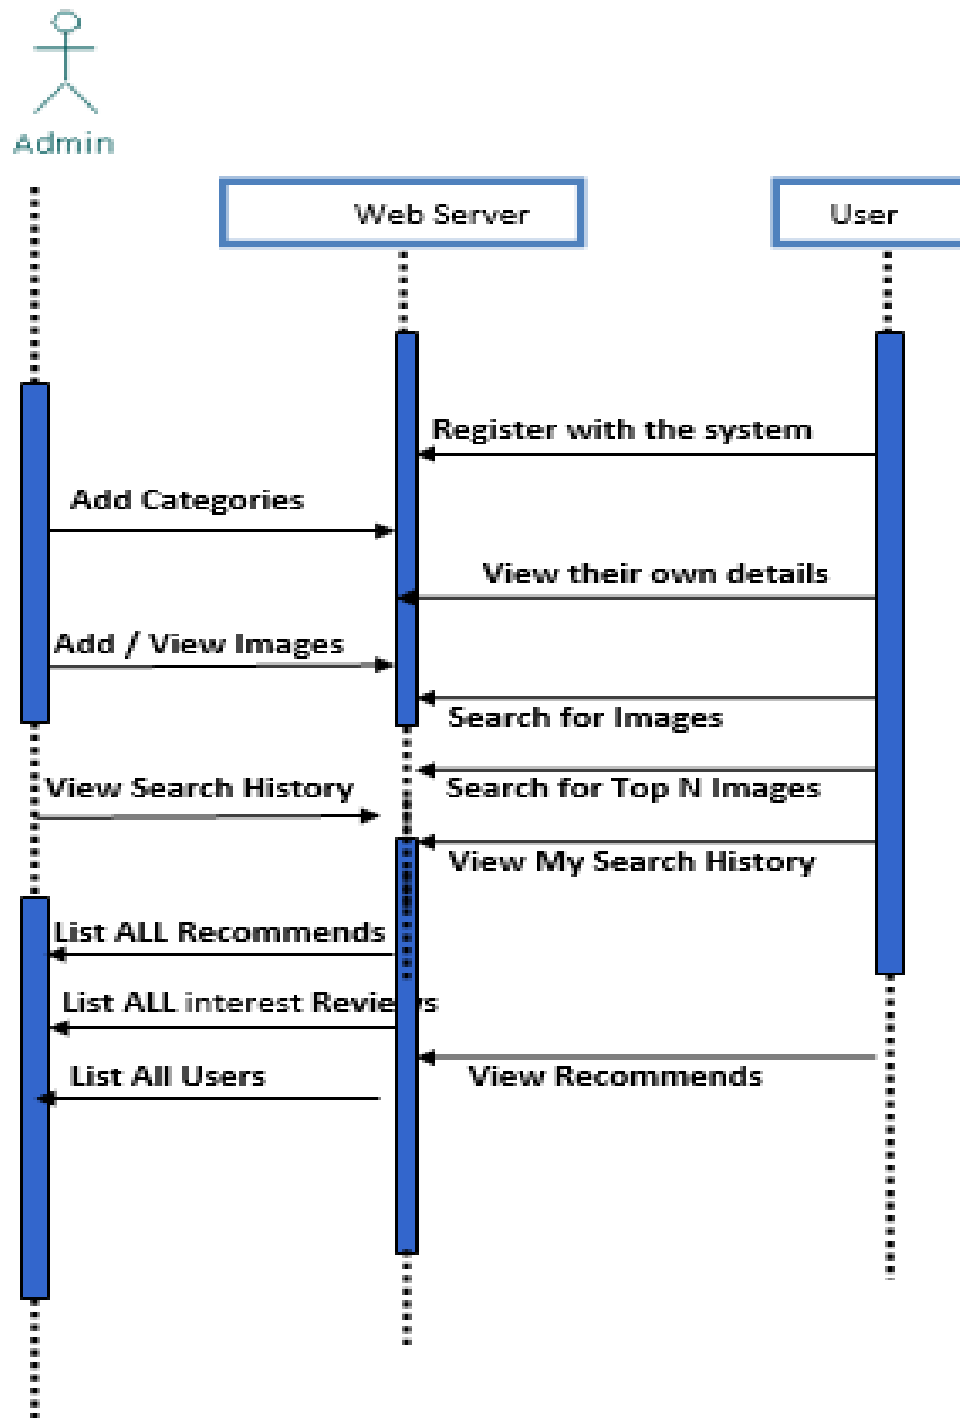 Admin
Web Server
User
Register with the system
Add Categories
View their own details
Add / View Images
Search for Images
View Search History
Search for Top N Images
View My Search History
List ALL Recommends
List ALL interest Reviews
View Recommends
List All Users